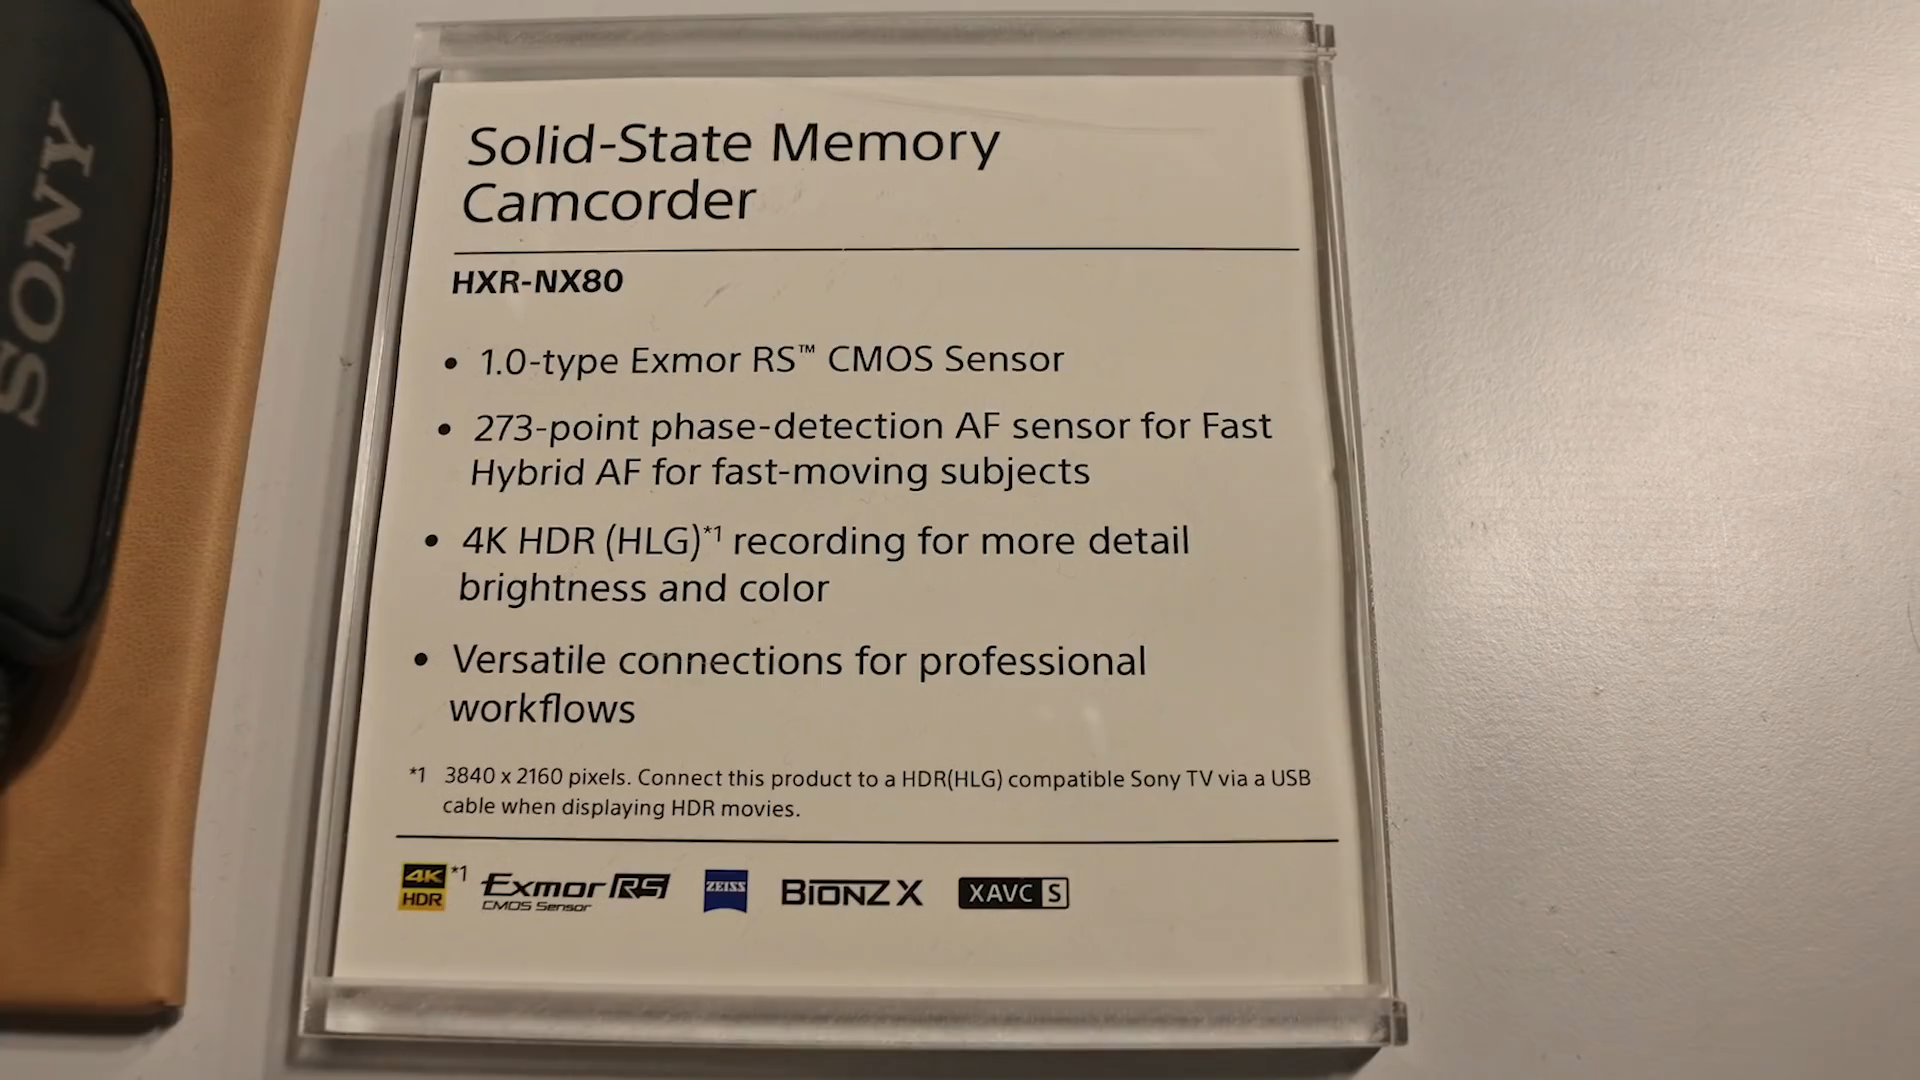 SONY
Solid-State Memory
Camcorder
HXR-NX80
• 1.0-type Exmor RS™ CMOS Sensor
• 273-point phase-detection AF sensor for Fast
Hybrid AF for fast-moving subjects
• 4K HDR (HLG)*1 recording for more detail
brightness and color
• Versatile connections for professional
workflows
*1 3840 x 2160 pixels. Connect this product to a HDR(HLG) compatible Sony TV via a USB
cable when displaying HDR movies.
4K HDR *1 Exmor RS CMOS Sensor ZEISS BIONZ X XAVC S